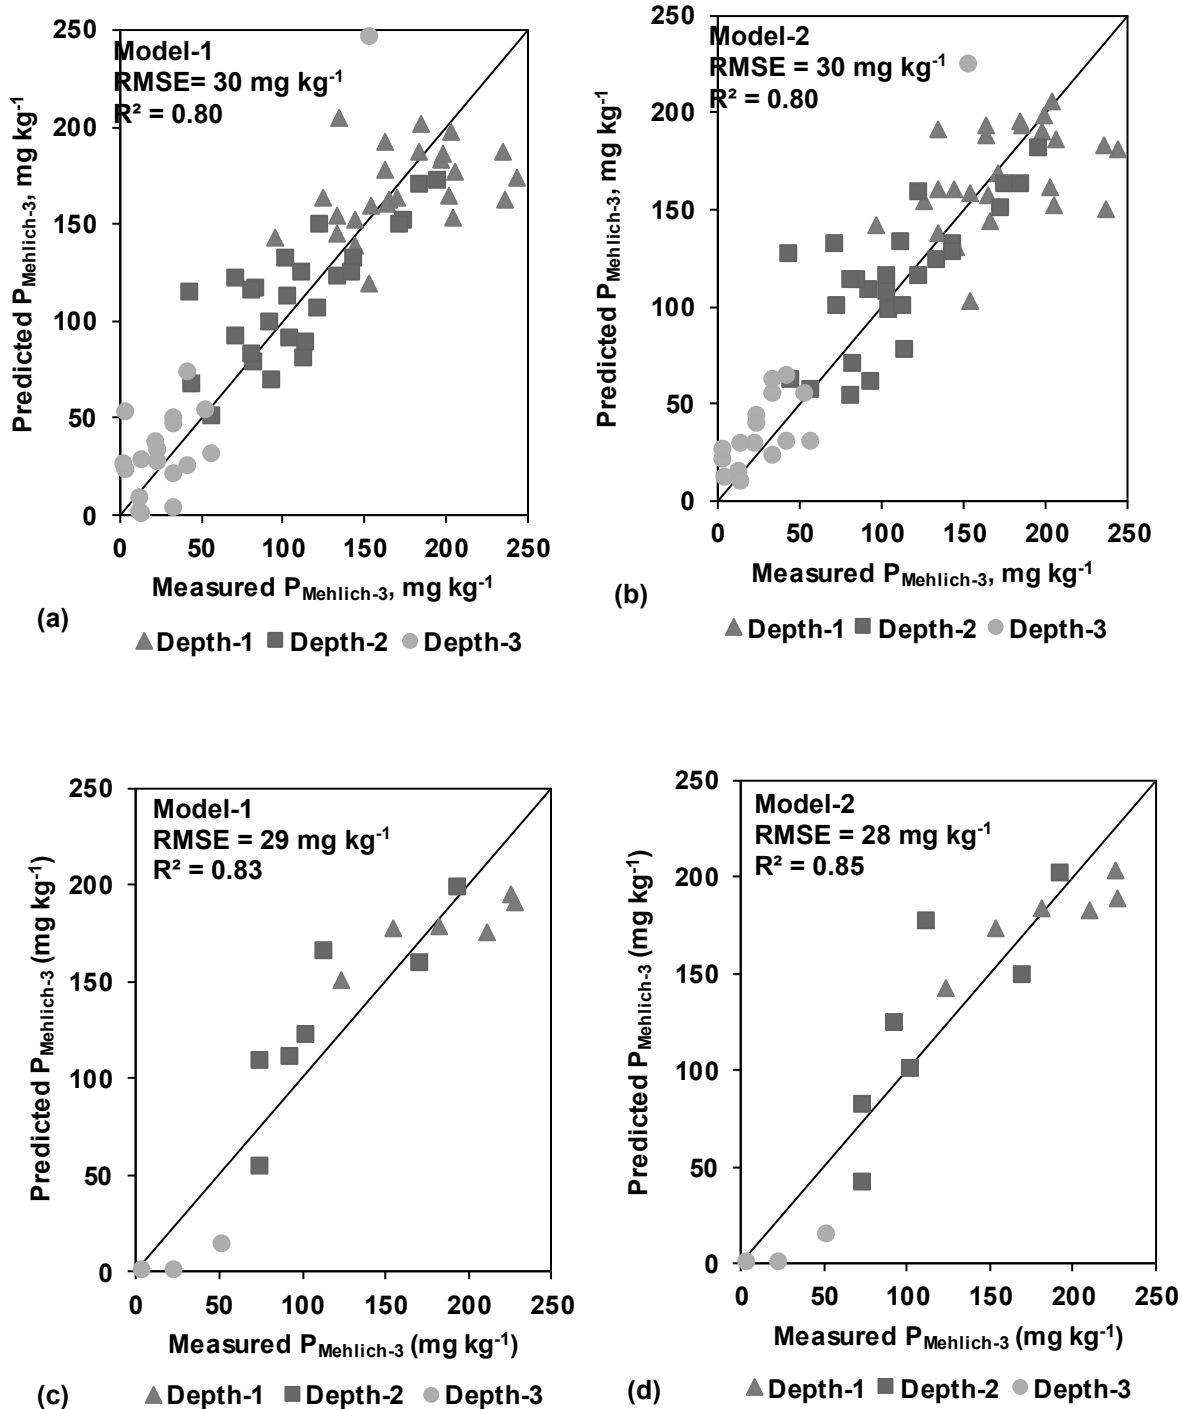 Model-1
RMSE= 30 mg kg⁻¹
R² = 0.80
Predicted P Mehlich-3, mg kg⁻¹
250
200
150
100
50
0
0 50 100 150 200 250
Measured P Mehlich-3, mg kg⁻¹
(a)
Depth-1 Depth-2 Depth-3
Model-2
RMSE = 30 mg kg⁻¹
R² = 0.80
Predicted P Mehlich-3, mg kg⁻¹
250
200
150
100
50
0
0 50 100 150 200 250
Measured P Mehlich-3, mg kg⁻¹
(b)
Depth-1 Depth-2 Depth-3
Model-1
RMSE = 29 mg kg⁻¹
R² = 0.83
Predicted P Mehlich-3 (mg kg⁻¹)
250
200
150
100
50
0
0 50 100 150 200 250
Measured P Mehlich-3 (mg kg⁻¹)
(c)
Depth-1 Depth-2 Depth-3
Model-2
RMSE = 28 mg kg⁻¹
R² = 0.85
Predicted P Mehlich-3 (mg kg⁻¹)
250
200
150
100
50
0
0 50 100 150 200 250
Measured P Mehlich-3 (mg kg⁻¹)
(d)
Depth-1 Depth-2 Depth-3